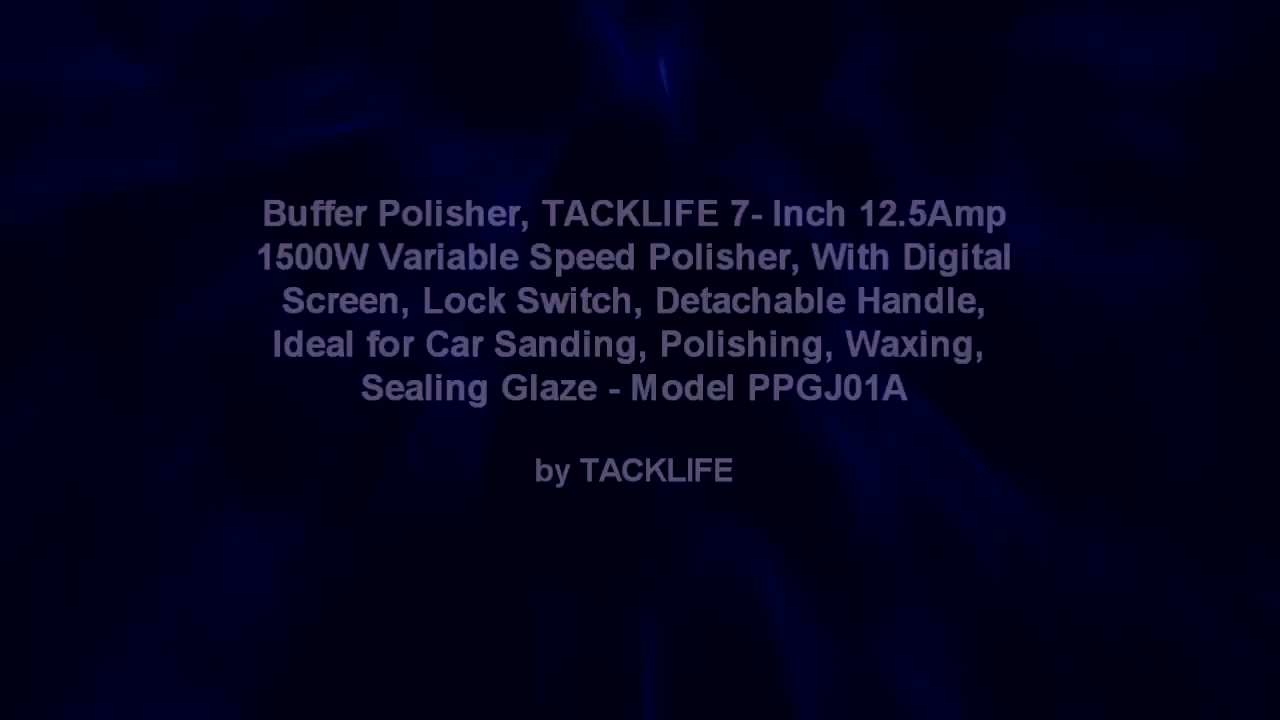 Buffer Polisher, TACKLIFE 7- Inch 12.5Amp
1500W Variable Speed Polisher, With Digital
Screen, Lock Switch, Detachable Handle,
Ideal for Car Sanding, Polishing, Waxing,
Sealing Glaze - Model PPGJ01A
by TACKLIFE